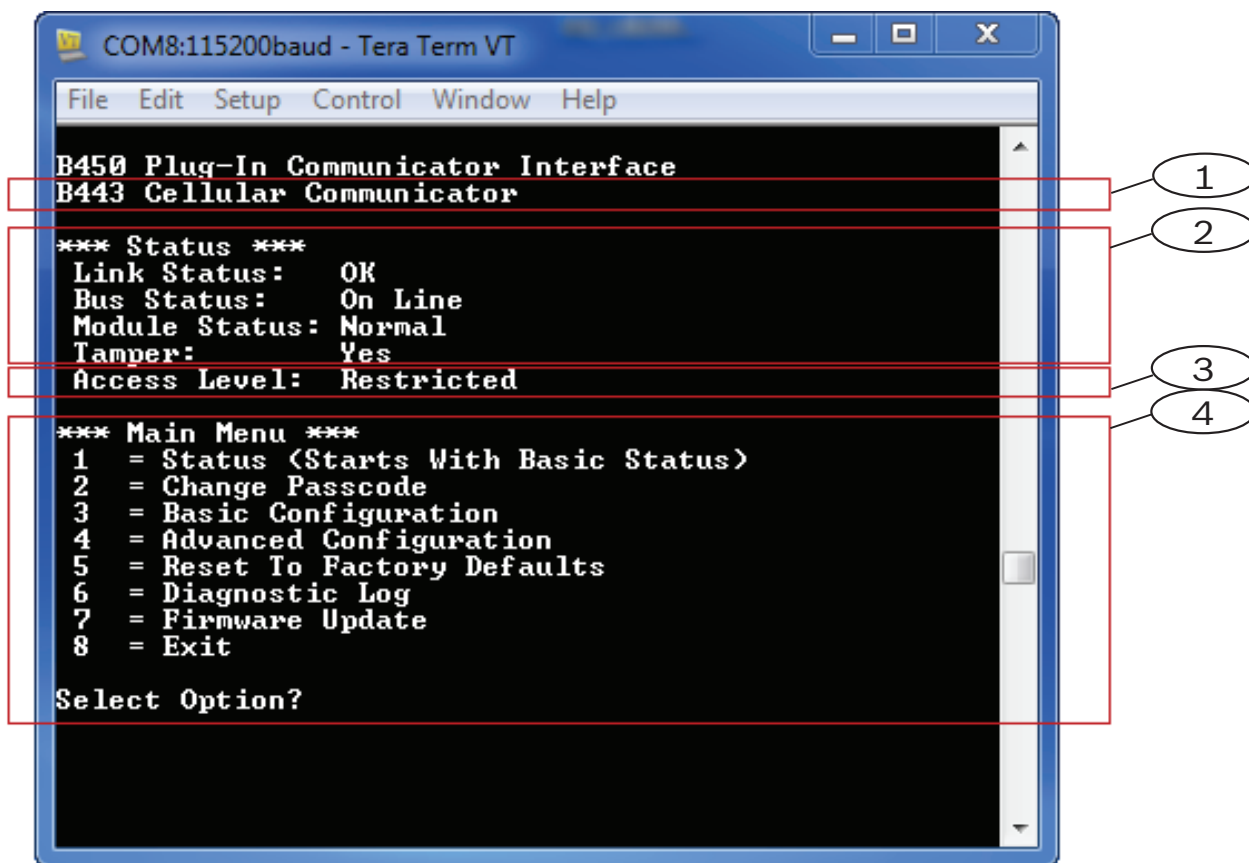 COM8:115200baud - Tera Term VT
File Edit Setup Control Window Help
B450 Plug-In Communicator Interface
B443 Cellular Communicator
1
*** Status ***
2
Link Status: OK
Bus Status: On Line
Module Status: Normal
Tamper: Yes
Access Level: Restricted
3
4
*** Main Menu ***
1 = Status (Starts With Basic Status)
2 = Change Passcode
3 = Basic Configuration
4 = Advanced Configuration
5 = Reset To Factory Defaults
6 = Diagnostic Log
7 = Firmware Update
8 = Exit
Select Option?